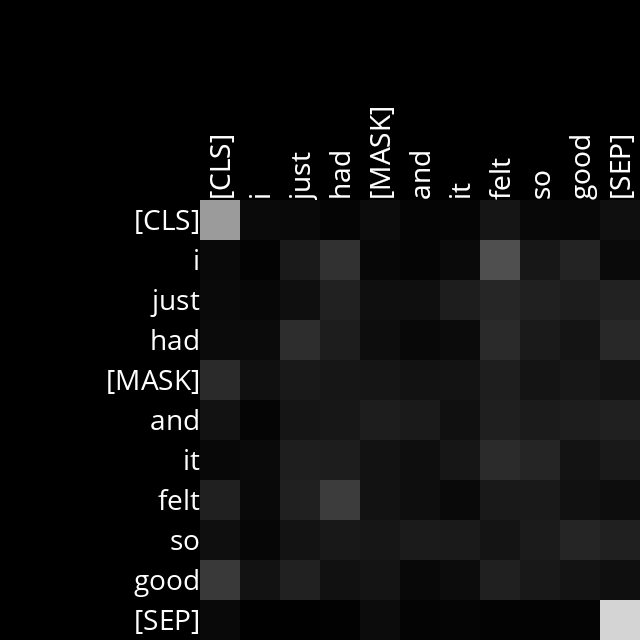 [CLS] i just had [MASK] and it felt so good [SEP]
[CLS]
i
just
had
[MASK]
and
it
felt
so
good
[SEP]